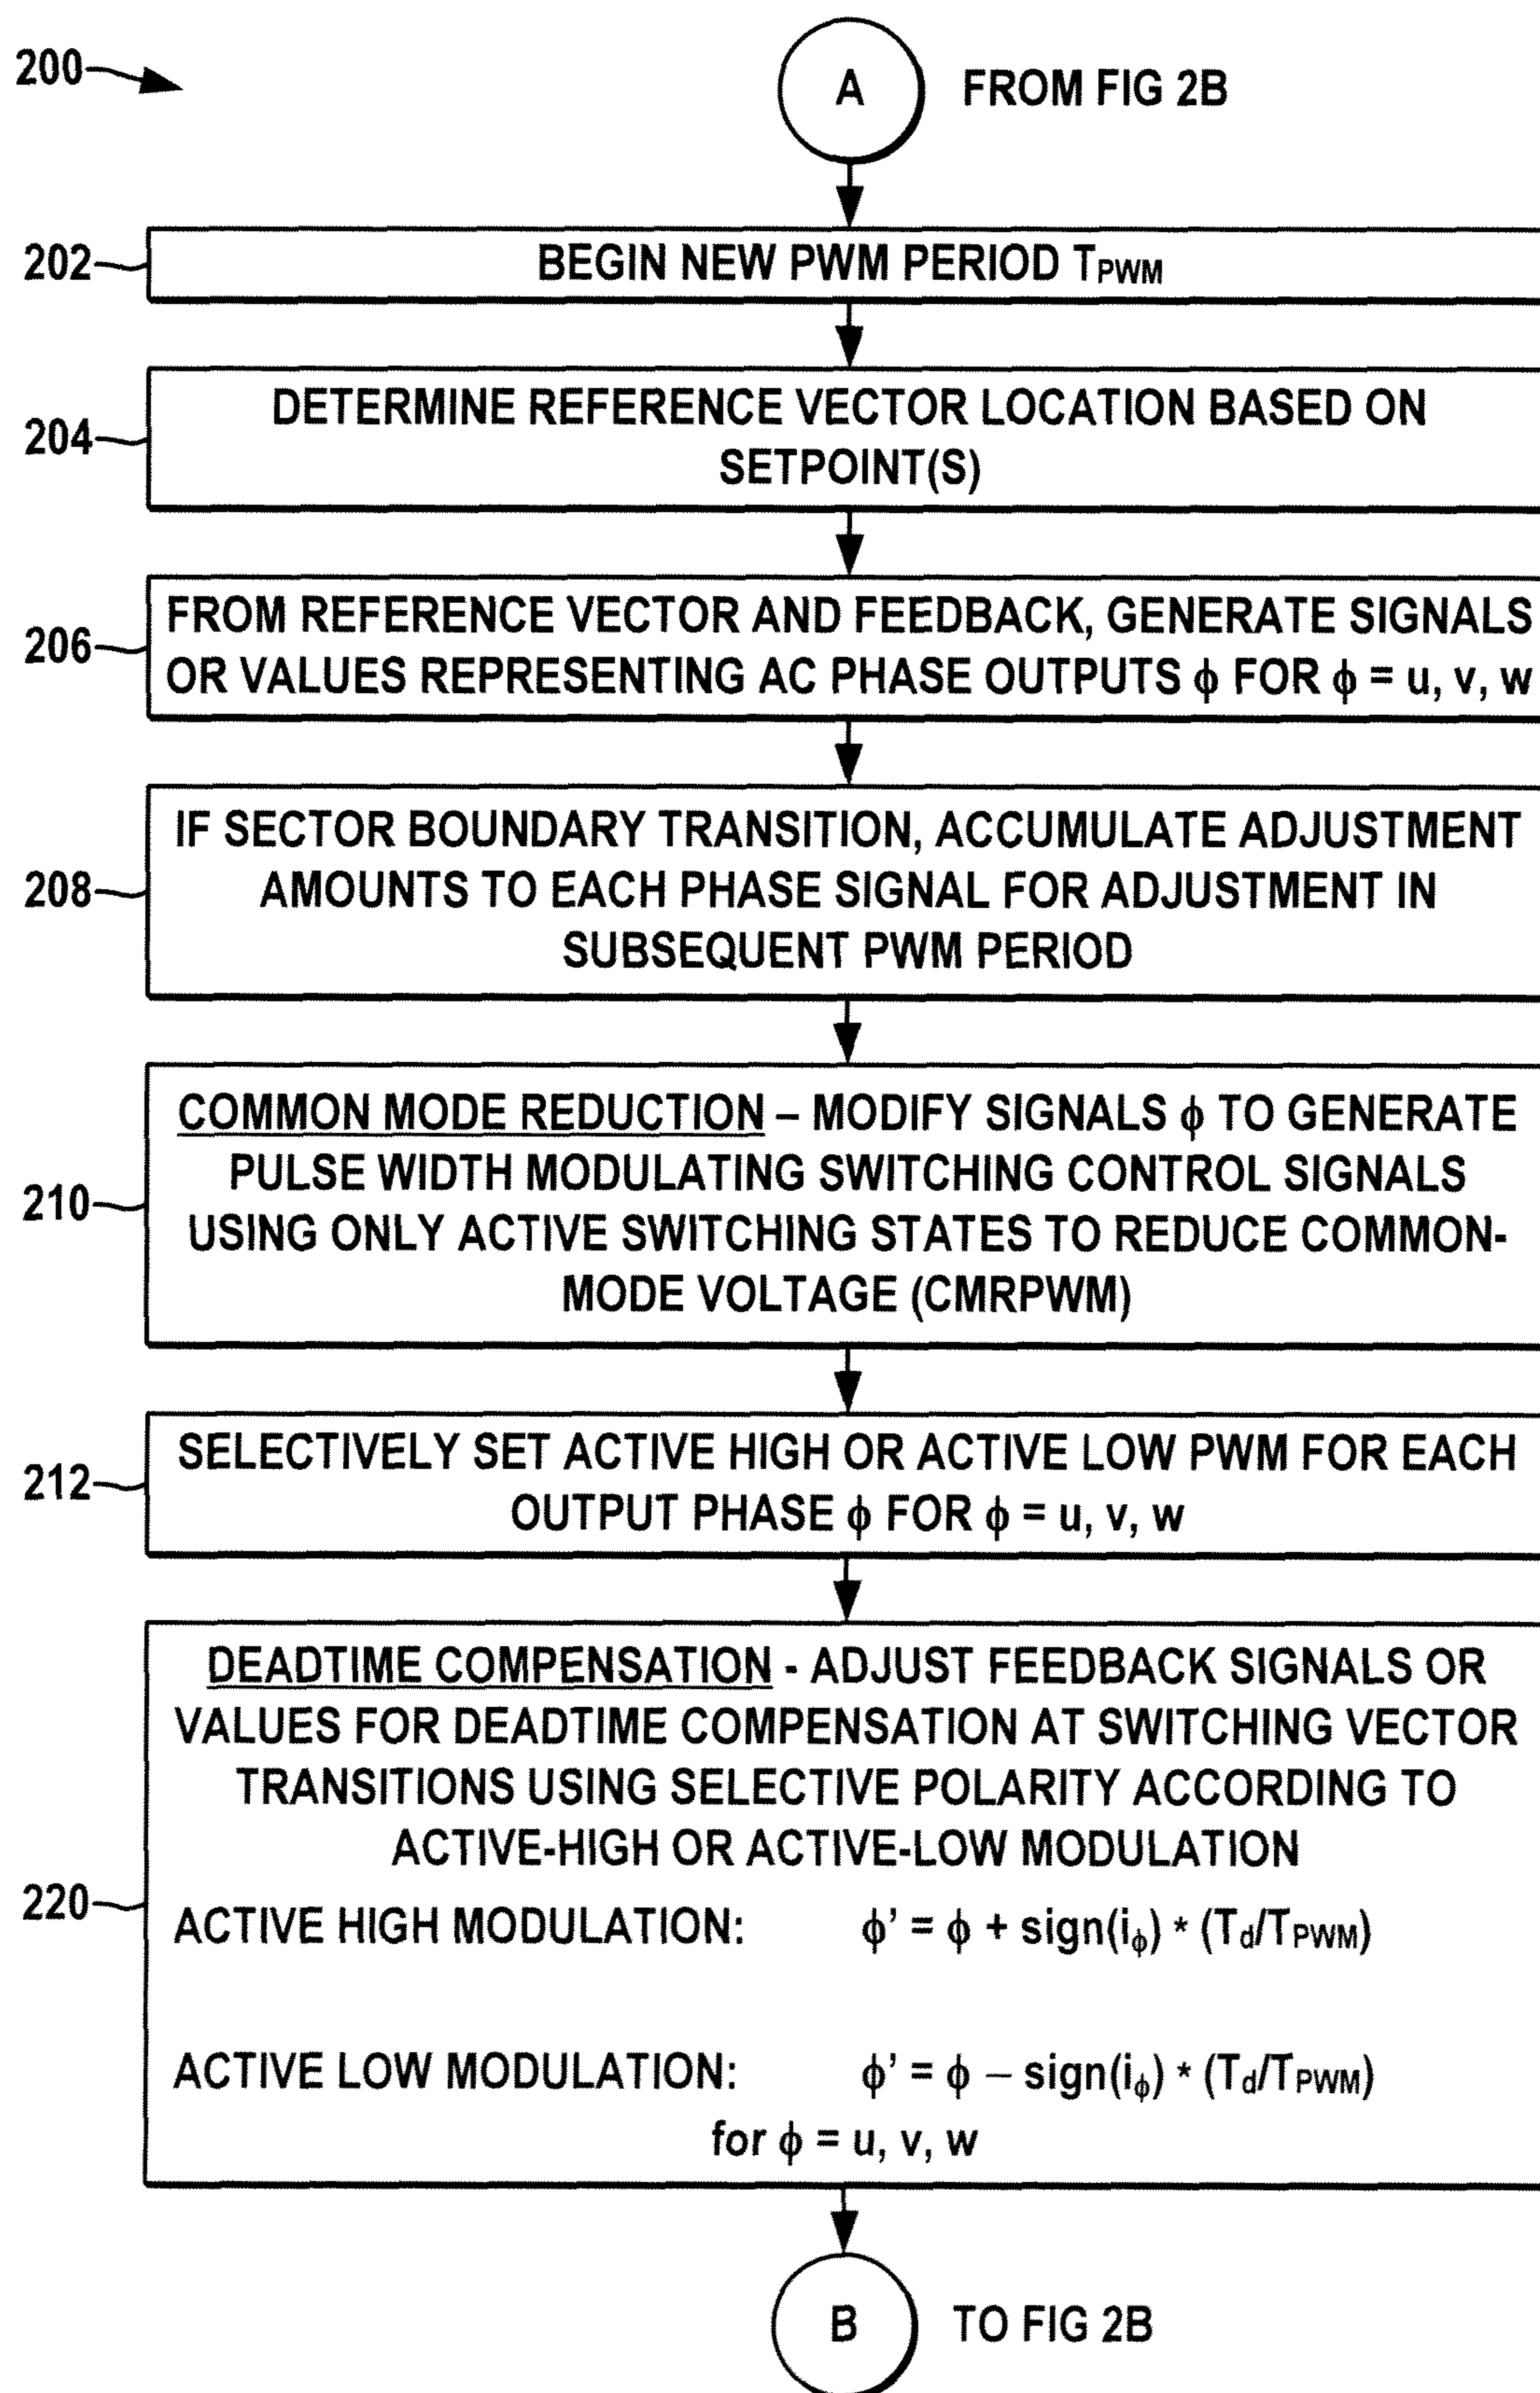 200
A FROM FIG 2B
202
BEGIN NEW PWM PERIOD TPWM
204
DETERMINE REFERENCE VECTOR LOCATION BASED ON
SETPOINT(S)
206
FROM REFERENCE VECTOR AND FEEDBACK, GENERATE SIGNALS
OR VALUES REPRESENTING AC PHASE OUTPUTS ϕ FOR ϕ = u, v, w
208
IF SECTOR BOUNDARY TRANSITION, ACCUMULATE ADJUSTMENT
AMOUNTS TO EACH PHASE SIGNAL FOR ADJUSTMENT IN
SUBSEQUENT PWM PERIOD
210
COMMON MODE REDUCTION – MODIFY SIGNALS ϕ TO GENERATE
PULSE WIDTH MODULATING SWITCHING CONTROL SIGNALS
USING ONLY ACTIVE SWITCHING STATES TO REDUCE COMMON-
MODE VOLTAGE (CMRPWM)
212
SELECTIVELY SET ACTIVE HIGH OR ACTIVE LOW PWM FOR EACH
OUTPUT PHASE ϕ FOR ϕ = u, v, w
220
DEADTIME COMPENSATION - ADJUST FEEDBACK SIGNALS OR
VALUES FOR DEADTIME COMPENSATION AT SWITCHING VECTOR
TRANSITIONS USING SELECTIVE POLARITY ACCORDING TO
ACTIVE-HIGH OR ACTIVE-LOW MODULATION
ACTIVE HIGH MODULATION: ϕ' = ϕ + sign(iϕ) * (Td/TPWM)
ACTIVE LOW MODULATION: ϕ' = ϕ – sign(iϕ) * (Td/TPWM)
for ϕ = u, v, w
B TO FIG 2B